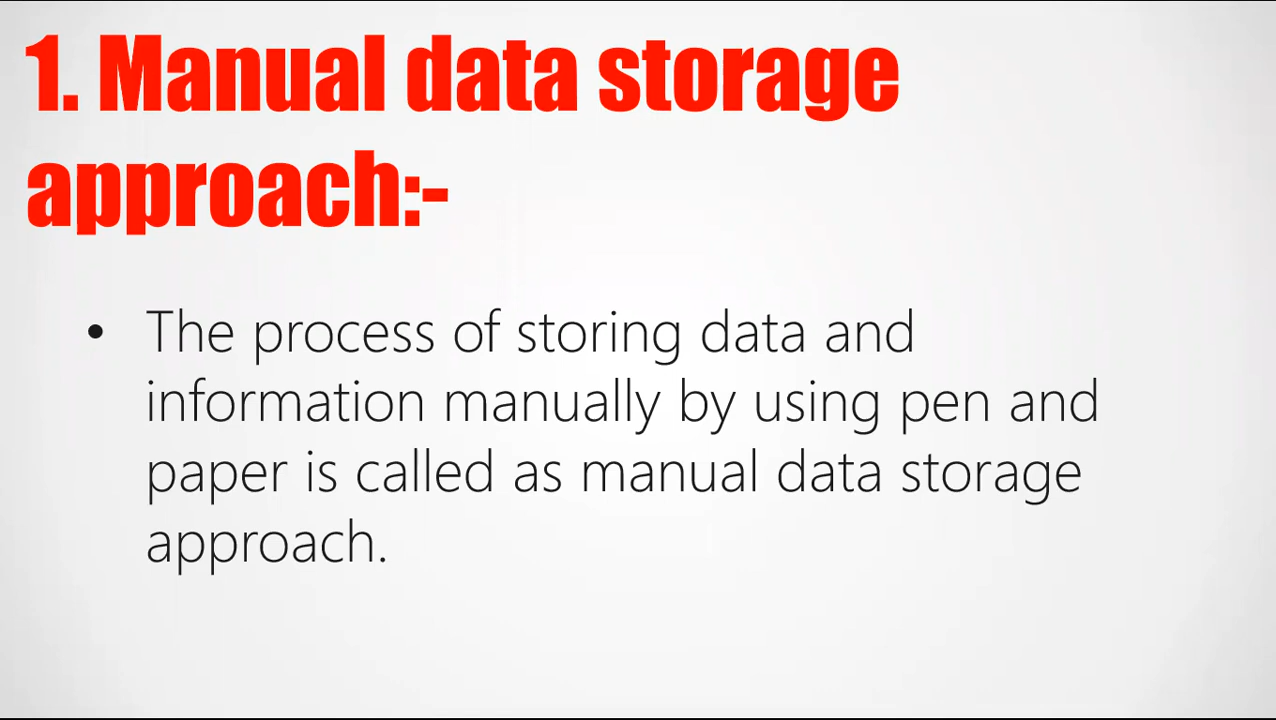 1. Manual data storage
approach:-
• The process of storing data and
information manually by using pen and
paper is called as manual data storage
approach.